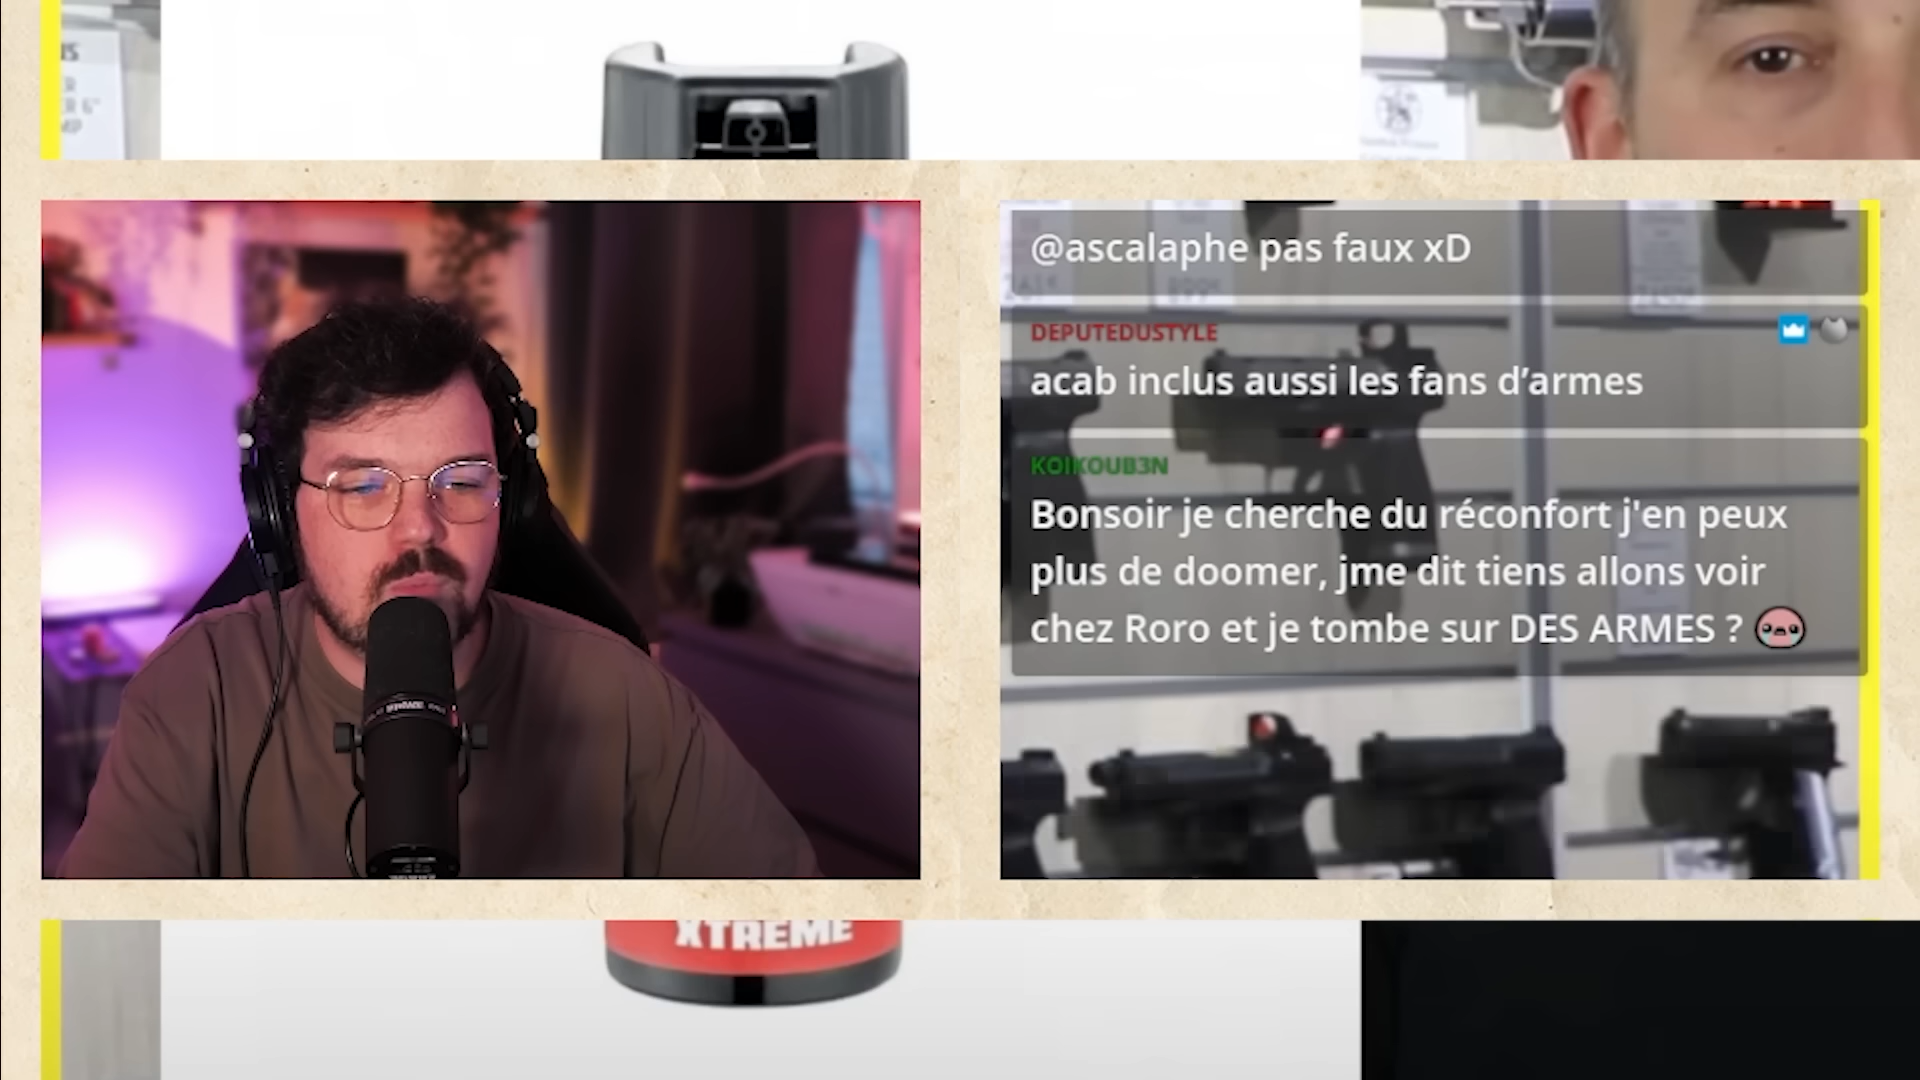 @ascalaphe pas faux xD
DEPUTEDUSTYLE
acab inclus aussi les fans d’armes
KOIKOUB3N
Bonsoir je cherche du réconfort j'en peux
plus de doomer, jme dit tiens allons voir
chez Roro et je tombe sur DES ARMES ?
XTREME